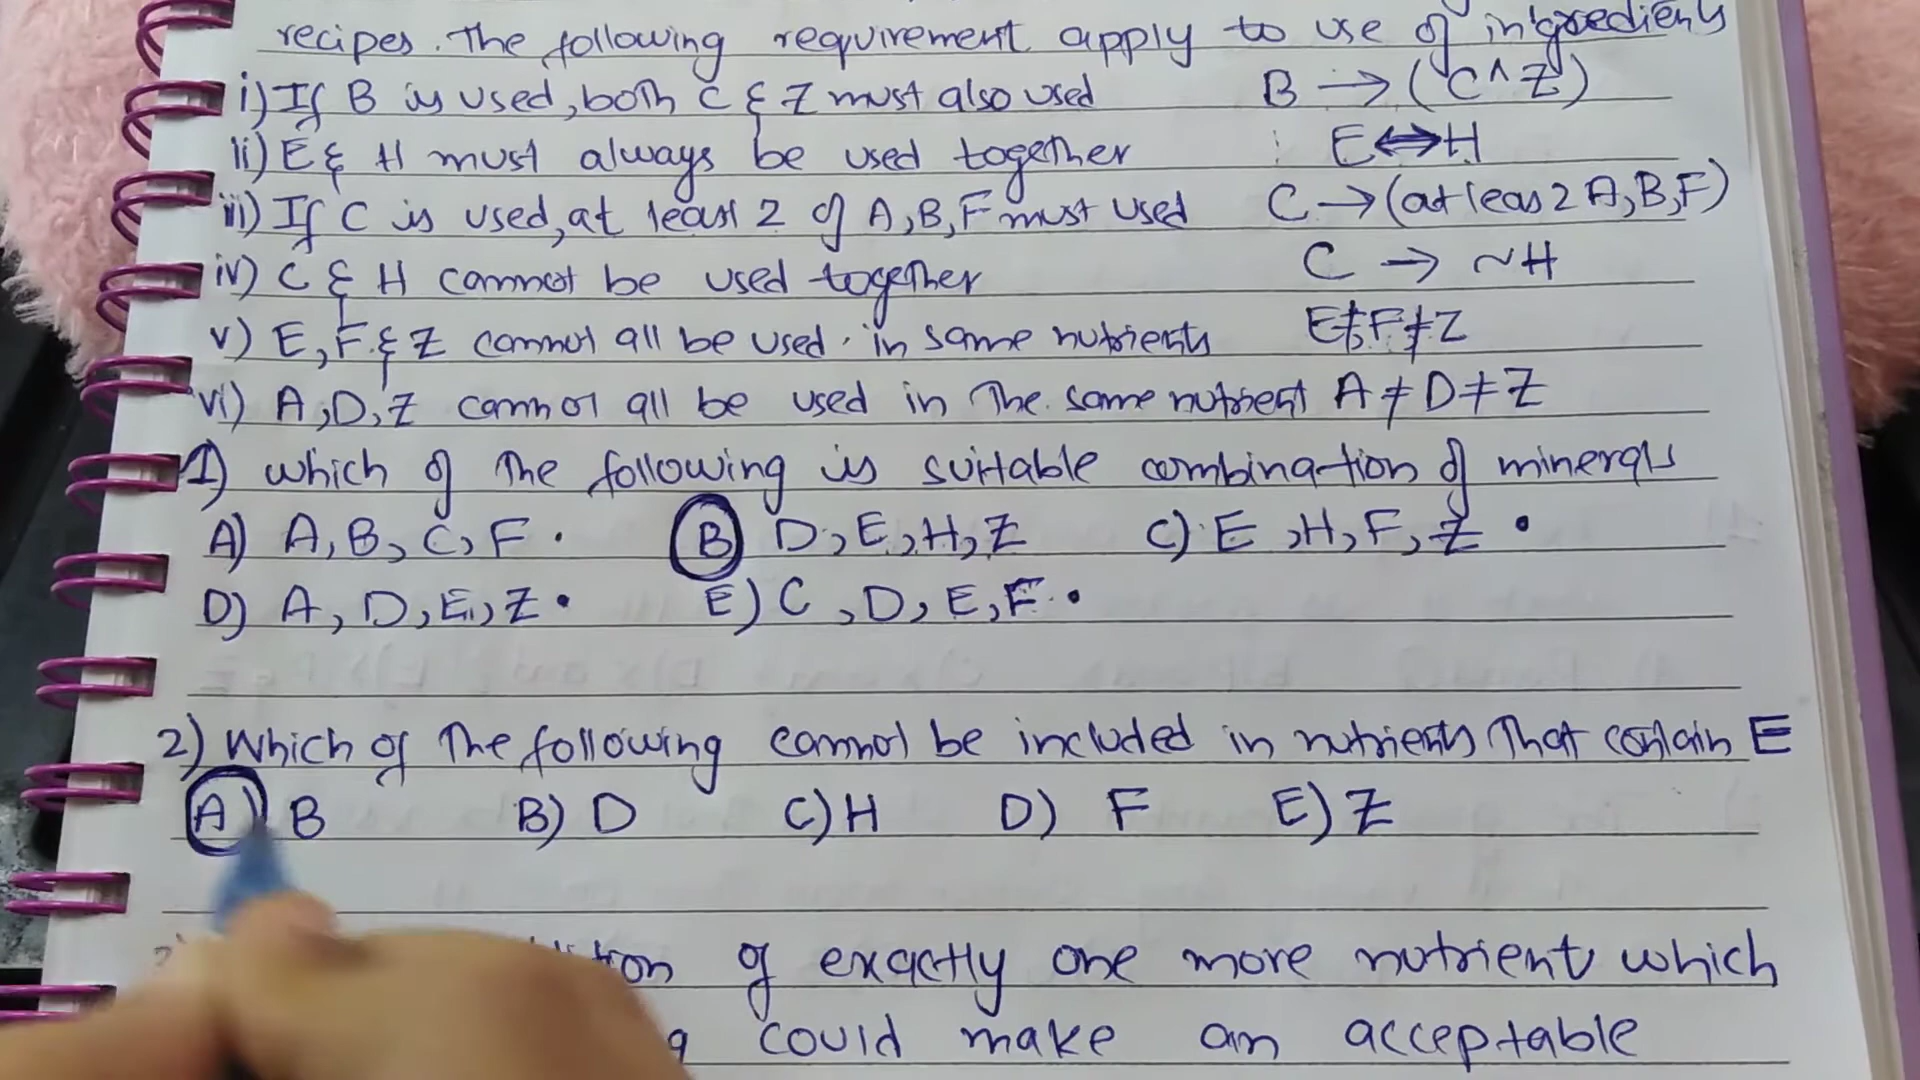 recipes. The following requirement apply to use of ingredients
i) If B is used, both C & Z must also used B → (C ^ Z)
ii) E & H must always be used together E ↔ H
iii) If C is used, at least 2 of A, B, F must used C → (at leas 2 A, B, F)
iv) C & H cannot be used together C → ~H
v) E, F & Z cannot all be used. in same nutrients E ≠ F ≠ Z
vi) A, D, Z cannot all be used in The same nutrient A ≠ D ≠ Z
1) which of The following is suitable combination of minerals
A) A, B, C, F . B) D, E, H, Z C) E, H, F, Z •
D) A, D, E, Z • E) C, D, E, F •
2) Which of The following cannot be included in nutrients That contain E
A) B B) D C) H D) F E) Z
of exactly one more nutrient which
could make an acceptable